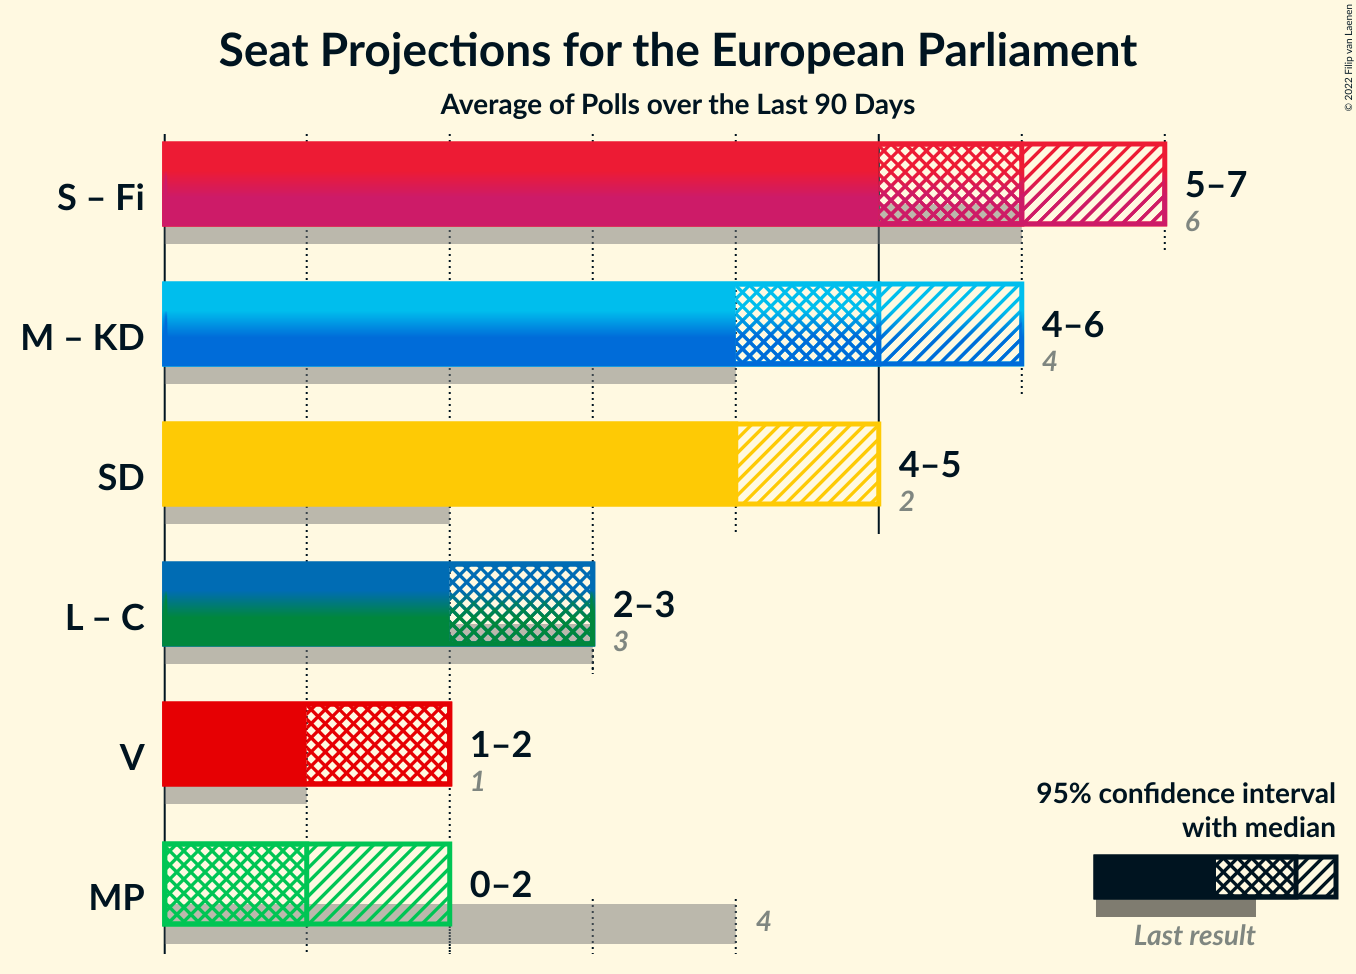 Seat Projections for the European Parliament
Average of Polls over the Last 90 Days
© 2022 Filip van Laenen
S – Fi
5–7
6
M – KD
4–6
4
SD
4–5
2
L – C
2–3
3
V
1–2
1
MP
0–2
4
95% confidence interval
with median
Last result